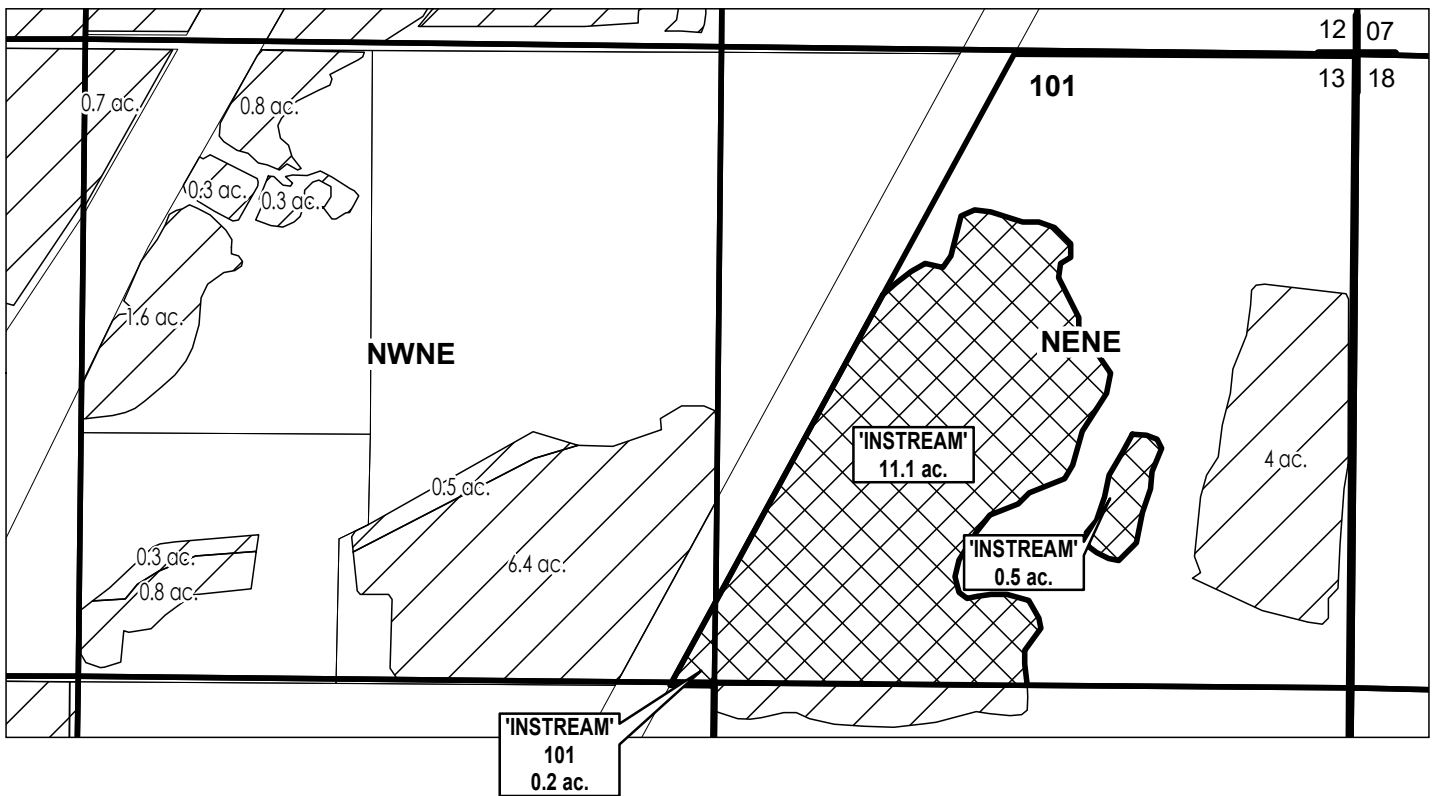 12 07
13 18
101
0.7 ac.
0.8 ac.
0.3 ac.
0.3 ac.
1.6 ac.
NWNE
NENE
'INSTREAM'
11.1 ac.
4 ac.
0.5 ac.
6.4 ac.
'INSTREAM'
0.5 ac.
0.3 ac.
0.8 ac.
'INSTREAM'
101
0.2 ac.